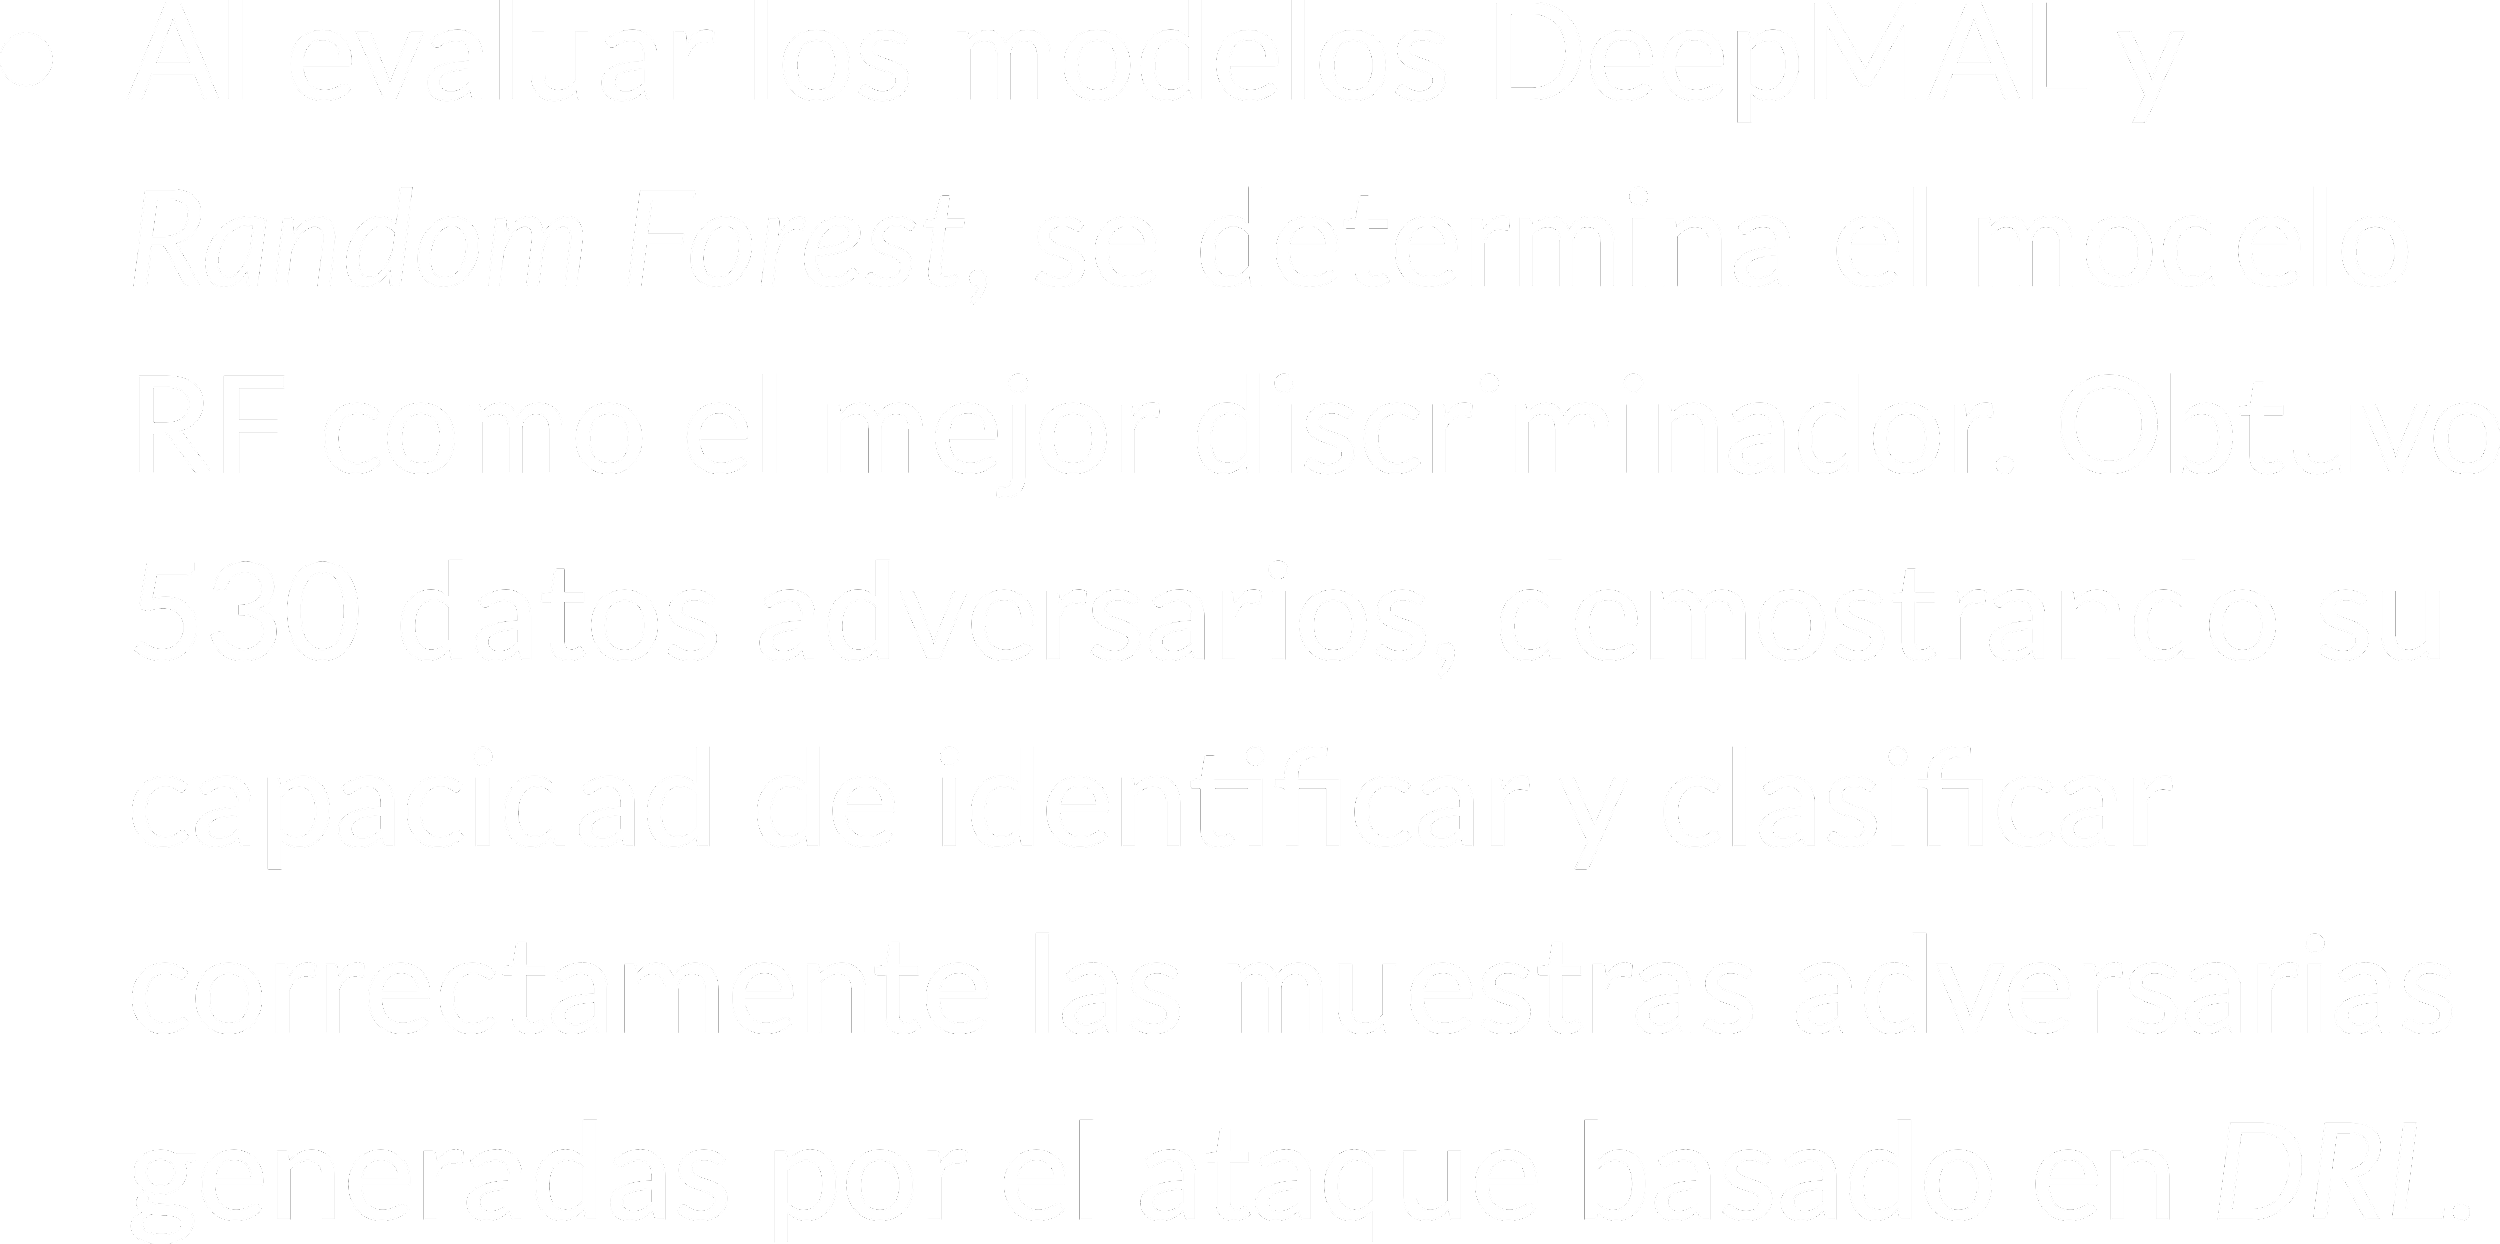 • Al evaluar los modelos DeepMAL y
Random Forest, se determina el modelo
RF como el mejor discriminador. Obtuvo
530 datos adversarios, demostrando su
capacidad de identificar y clasificar
correctamente las muestras adversarias
generadas por el ataque basado en DRL.